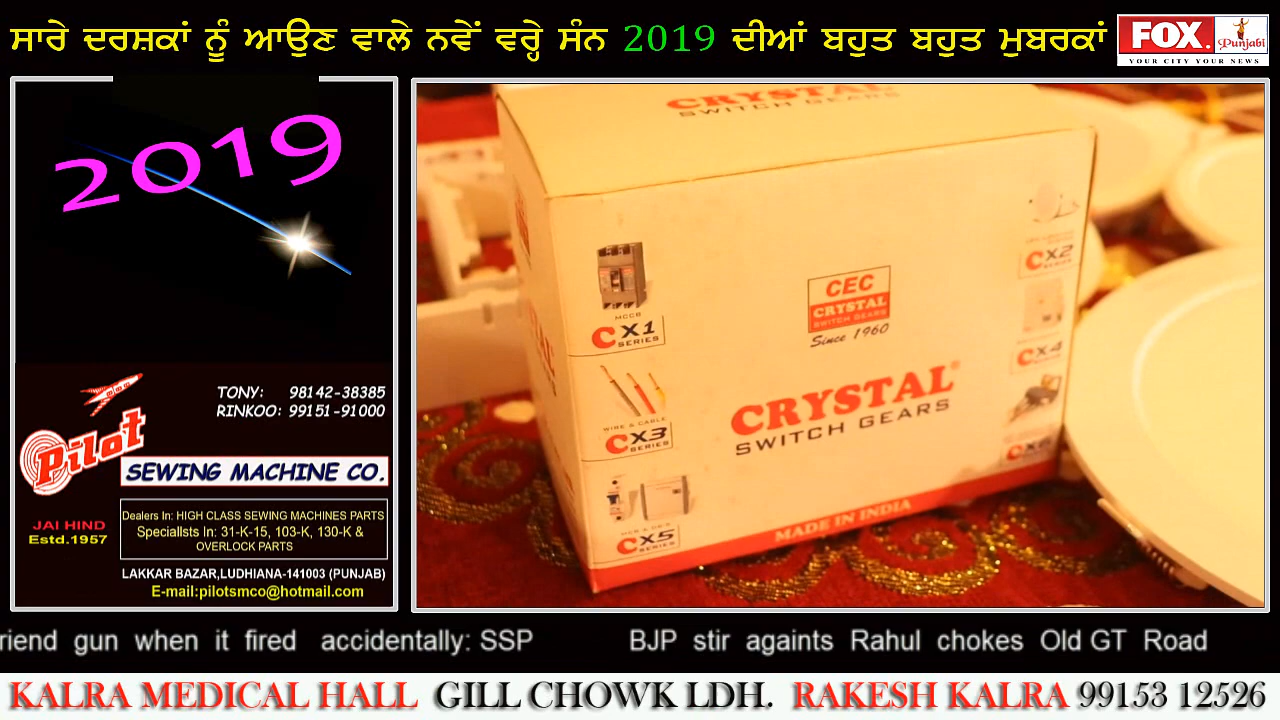 ਸਾਰੇ ਦਰਸ਼ਕਾਂ ਨੂੰ ਆਉਣ ਵਾਲੇ ਨਵੇਂ ਵਰ੍ਹੇ ਸੰਨ 2019 ਦੀਆਂ ਬਹੁਤ ਬਹੁਤ ਮੁਬਰਕਾਂ
FOX. Punjabi
YOUR CITY YOUR NEWS
2019
TONY: 98142-38385
RINKOO: 99151-91000
Pilot
SEWING MACHINE CO.
JAI HIND
Estd.1957
Dealers In: HIGH CLASS SEWING MACHINES PARTS
Speciallsts In: 31-K-15, 103-K, 130-K &
OVERLOCK PARTS
LAKKAR BAZAR,LUDHIANA-141003 (PUNJAB)
E-mail:pilotsmco@hotmail.com
CRYSTAL
SWITCH GEARS
MCCB
CX1
SERIES
WIRE & CABLE
CX3
SERIES
CX5
SERIES
CEC
CRYSTAL
SWITCH GEARS
Since 1960
CRYSTAL®
SWITCH GEARS
CX2
SERIES
CX4
SERIES
CX6
MADE IN INDIA
riend gun when it fired accidentally: SSP BJP stir againts Rahul chokes Old GT Road
KALRA MEDICAL HALL GILL CHOWK LDH. RAKESH KALRA 99153 12526